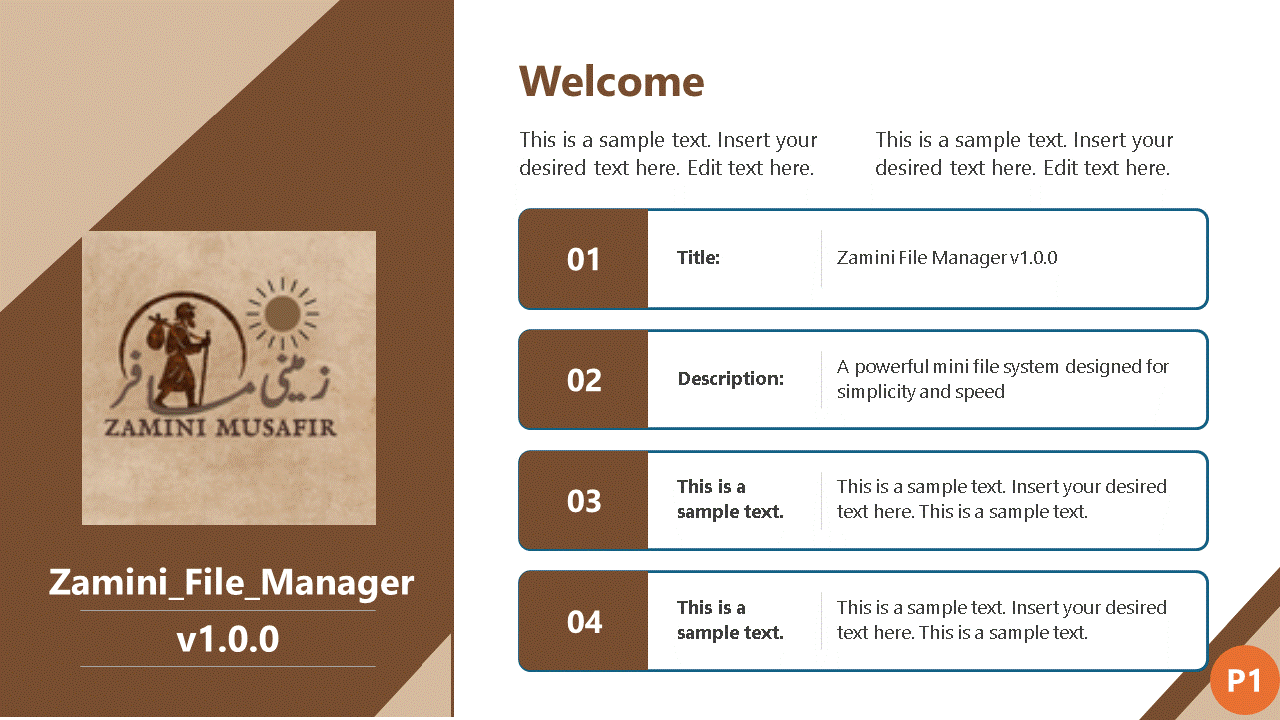 زمینی مسافر
ZAMINI MUSAFIR
Zamini_File_Manager
v1.0.0
Welcome
This is a sample text. Insert your
desired text here. Edit text here.
This is a sample text. Insert your
desired text here. Edit text here.
01
Title:
Zamini File Manager v1.0.0
02
Description:
A powerful mini file system designed for
simplicity and speed
03
This is a
sample text.
This is a sample text. Insert your desired
text here. This is a sample text.
04
This is a
sample text.
This is a sample text. Insert your desired
text here. This is a sample text.
P1